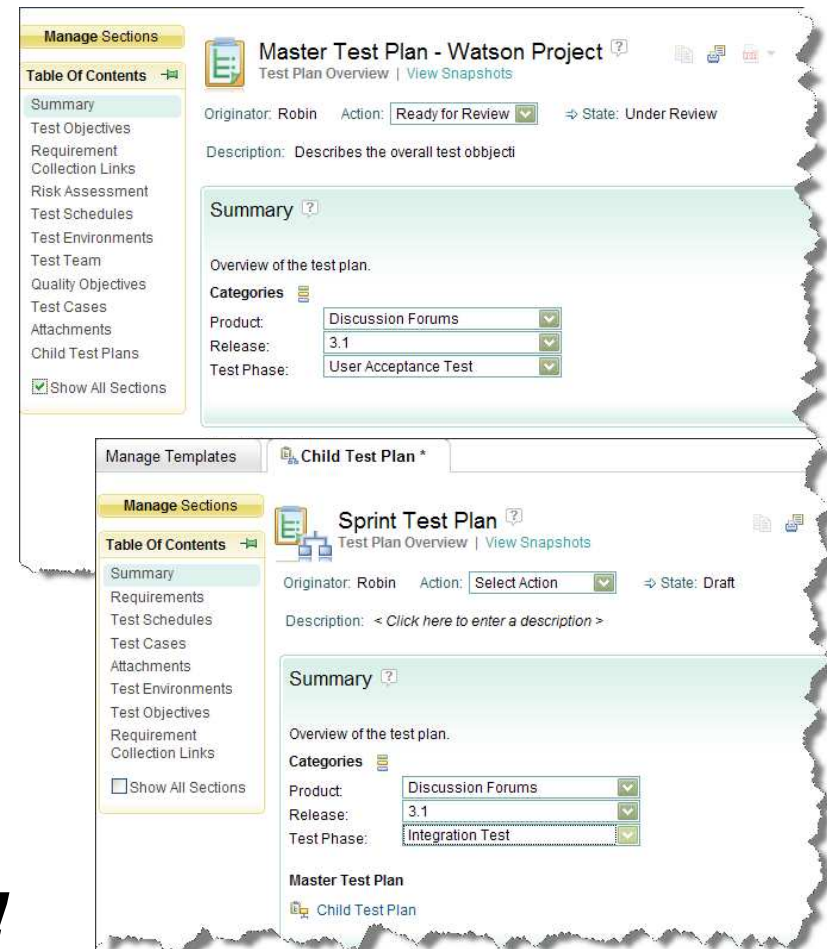 Manage Sections
Table Of Contents
Summary
Test Objectives
Requirement
Collection Links
Risk Assessment
Test Schedules
Test Environments
Test Team
Quality Objectives
Test Cases
Attachments
Child Test Plans
Show All Sections
Master Test Plan - Watson Project ?
Test Plan Overview | View Snapshots
Originator: Robin Action: Ready for Review State: Under Review
Description: Describes the overall test obbjecti
Summary ?
Overview of the test plan.
Categories
Product: Discussion Forums
Release: 3.1
Test Phase: User Acceptance Test
Manage Templates
Child Test Plan *
Manage Sections
Table Of Contents
Summary
Requirements
Test Schedules
Test Cases
Attachments
Test Environments
Test Objectives
Requirement
Collection Links
Show All Sections
Sprint Test Plan ?
Test Plan Overview | View Snapshots
Originator: Robin Action: Select Action State: Draft
Description: < Click here to enter a description >
Summary ?
Overview of the test plan.
Categories
Product: Discussion Forums
Release: 3.1
Test Phase: Integration Test
Master Test Plan
Child Test Plan